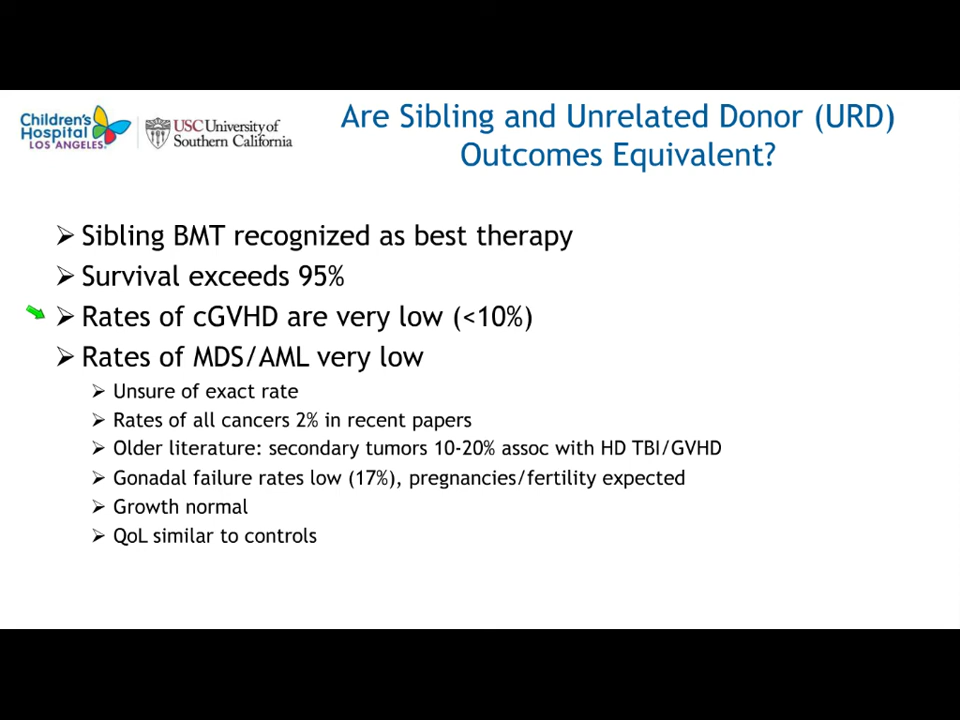 Children's
Hospital
LOS ANGELES
USC University of
Southern California
Are Sibling and Unrelated Donor (URD)
Outcomes Equivalent?
Sibling BMT recognized as best therapy
Survival exceeds 95%
Rates of cGVHD are very low (<10%)
Rates of MDS/AML very low
Unsure of exact rate
Rates of all cancers 2% in recent papers
Older literature: secondary tumors 10-20% assoc with HD TBI/GVHD
Gonadal failure rates low (17%), pregnancies/fertility expected
Growth normal
QoL similar to controls